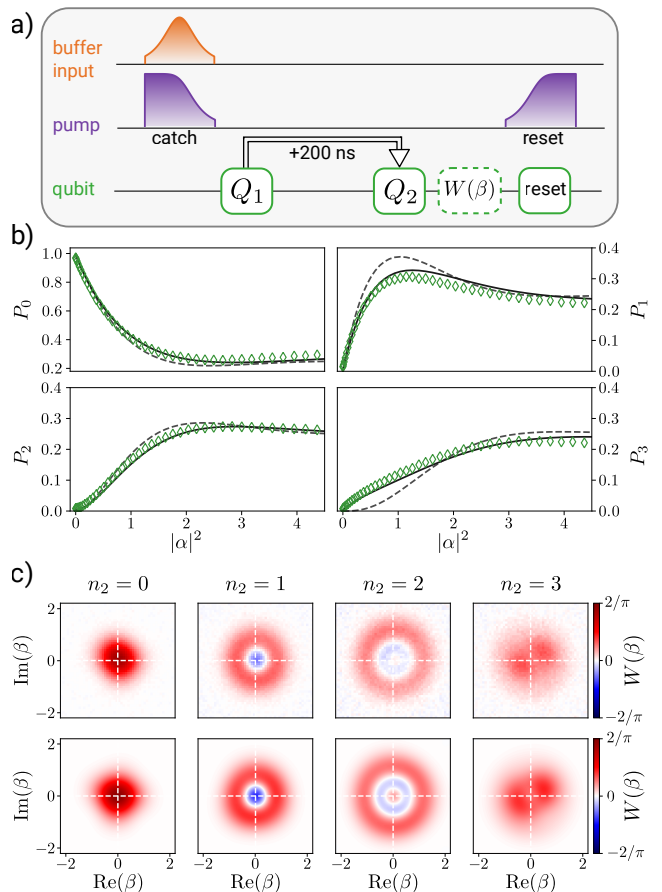 a)
buffer
input
pump
catch
reset
+200 ns
qubit
Q₁
Q₂
W(β)
reset
b)
1.0
0.8
0.6
0.4
0.2
P₀
0.4
0.3
0.2
0.1
0.0
P₁
0.4
0.3
0.2
0.1
0.0
P₂
0.4
0.3
0.2
0.1
0.0
P₃
0 1 2 3 4
|α|²
0 1 2 3 4
|α|²
c)
n₂ = 0
n₂ = 1
n₂ = 2
n₂ = 3
2
0
−2
Im(β)
2/π
0
−2/π
W(β)
2
0
−2
Im(β)
2/π
0
−2/π
W(β)
−2 0 2
Re(β)
−2 0 2
Re(β)
−2 0 2
Re(β)
−2 0 2
Re(β)